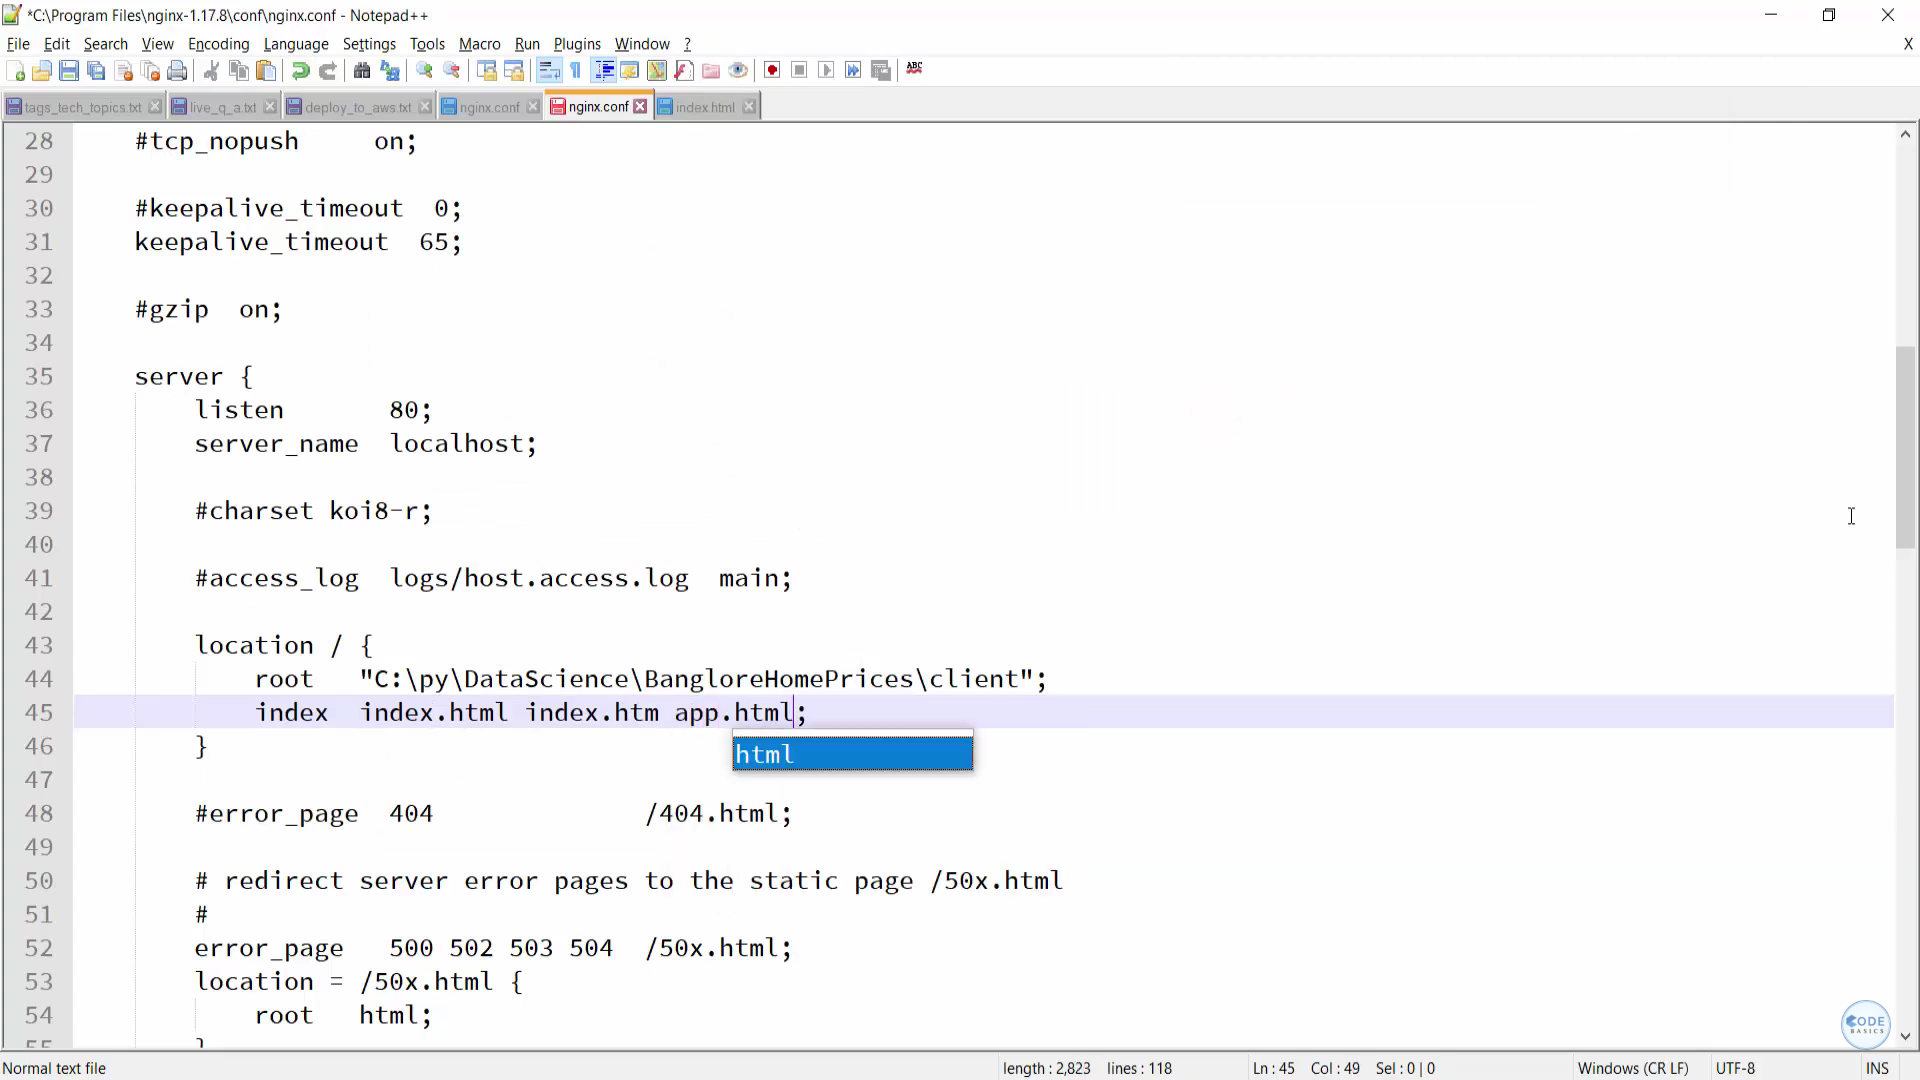 *C:\Program Files\nginx-1.17.8\conf\nginx.conf - Notepad++
File Edit Search View Encoding Language Settings Tools Macro Run Plugins Window ? X
tags_tech_topics.txt live_q_a.txt deploy_to_aws.txt nginx.conf nginx.conf index.html
28 #tcp_nopush on;
29
30 #keepalive_timeout 0;
31 keepalive_timeout 65;
32
33 #gzip on;
34
35 server {
36 listen 80;
37 server_name localhost;
38
39 #charset koi8-r;
40
41 #access_log logs/host.access.log main;
42
43 location / {
44 root "C:\py\DataScience\BangloreHomePrices\client";
45 index index.html index.htm app.html;
46 }
html
47
48 #error_page 404 /404.html;
49
50 # redirect server error pages to the static page /50x.html
51 #
52 error_page 500 502 503 504 /50x.html;
53 location = /50x.html {
54 root html;
55 }
CODE
BASICS
Normal text file length : 2,823 lines : 118 Ln : 45 Col : 49 Sel : 0 | 0 Windows (CR LF) UTF-8 INS